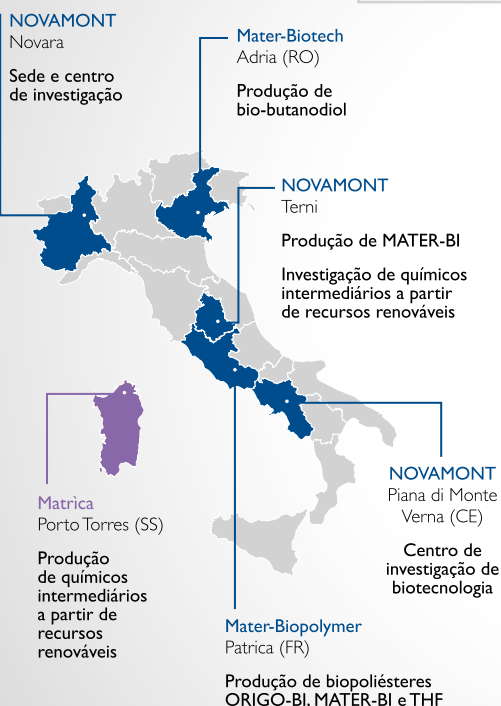 NOVAMONT
Novara
Sede e centro
de investigação
Mater-Biotech
Adria (RO)
Produção de
bio-butanodiol
NOVAMONT
Terni
Produção de MATER-BI
Investigação de químicos
intermediários a partir
de recursos renováveis
NOVAMONT
Piana di Monte
Verna (CE)
Centro de
investigação de
biotecnologia
Matrìca
Porto Torres (SS)
Produção
de químicos
intermediários
a partir de
recursos
renováveis
Mater-Biopolymer
Patrica (FR)
Produção de biopoliésteres
ORIGO-BI, MATER-BI e THF